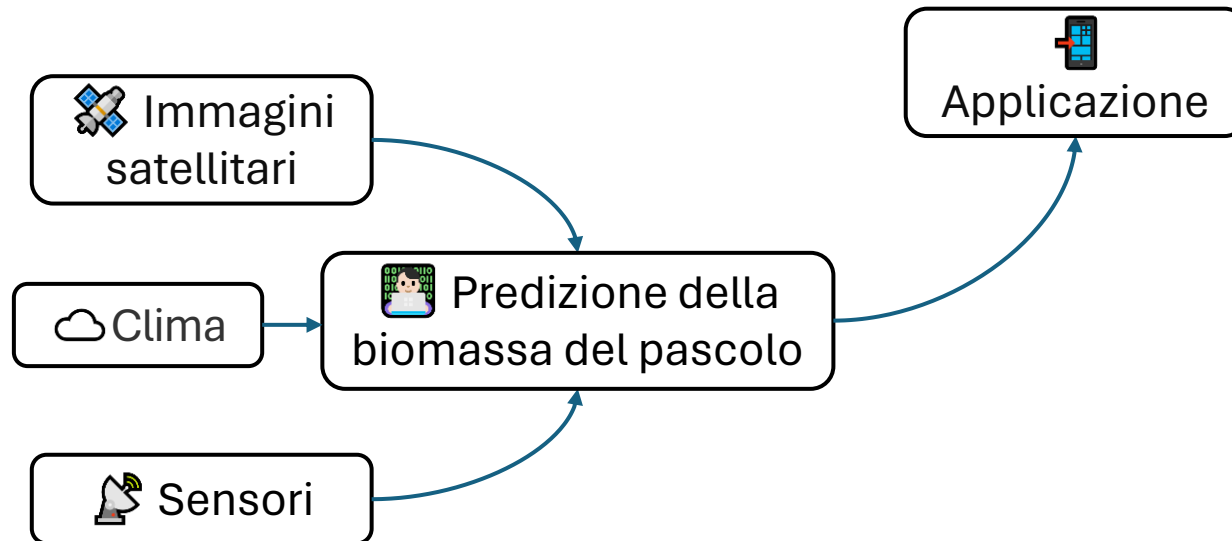 Immagini
satellitari
Clima
Sensori
Predizione della
biomassa del pascolo
Applicazione